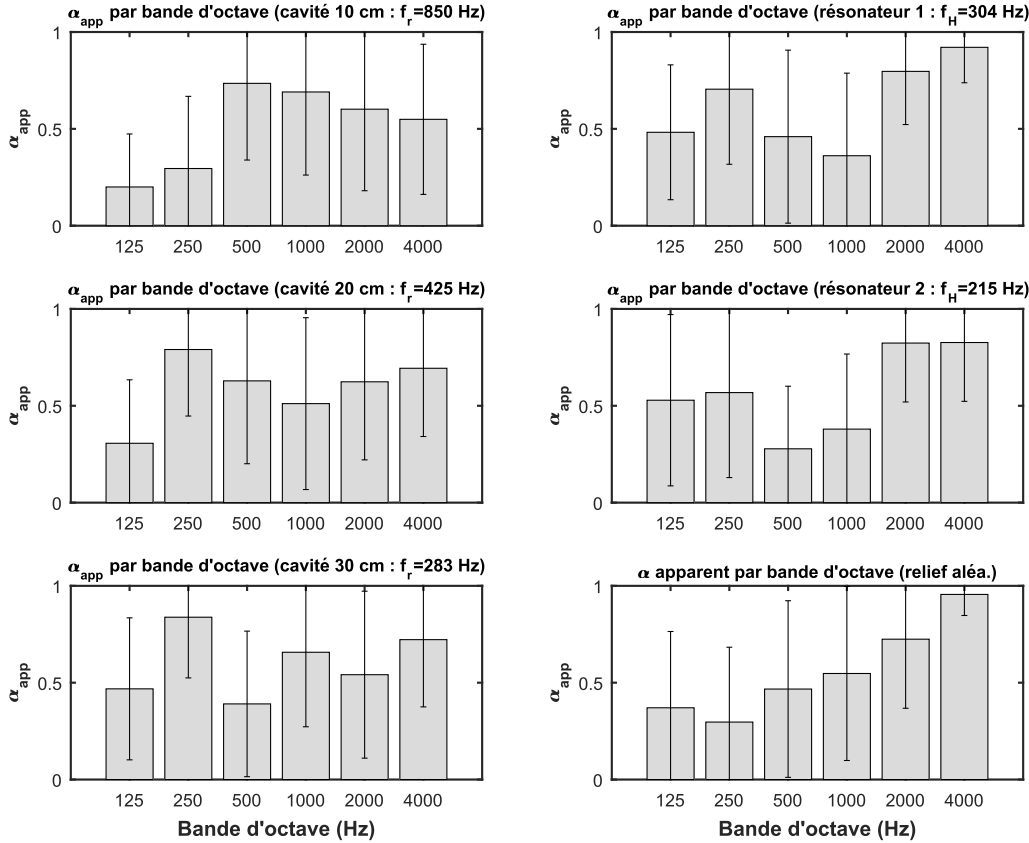 α_app par bande d'octave (cavité 10 cm : f_r=850 Hz)
1
0.5
0
α_app
125 250 500 1000 2000 4000
α_app par bande d'octave (résonateur 1 : f_H=304 Hz)
1
0.5
0
α_app
125 250 500 1000 2000 4000
α_app par bande d'octave (cavité 20 cm : f_r=425 Hz)
1
0.5
0
α_app
125 250 500 1000 2000 4000
α_app par bande d'octave (résonateur 2 : f_H=215 Hz)
1
0.5
0
α_app
125 250 500 1000 2000 4000
α_app par bande d'octave (cavité 30 cm : f_r=283 Hz)
1
0.5
0
α_app
125 250 500 1000 2000 4000
Bande d'octave (Hz)
α apparent par bande d'octave (relief aléa.)
1
0.5
0
α_app
125 250 500 1000 2000 4000
Bande d'octave (Hz)